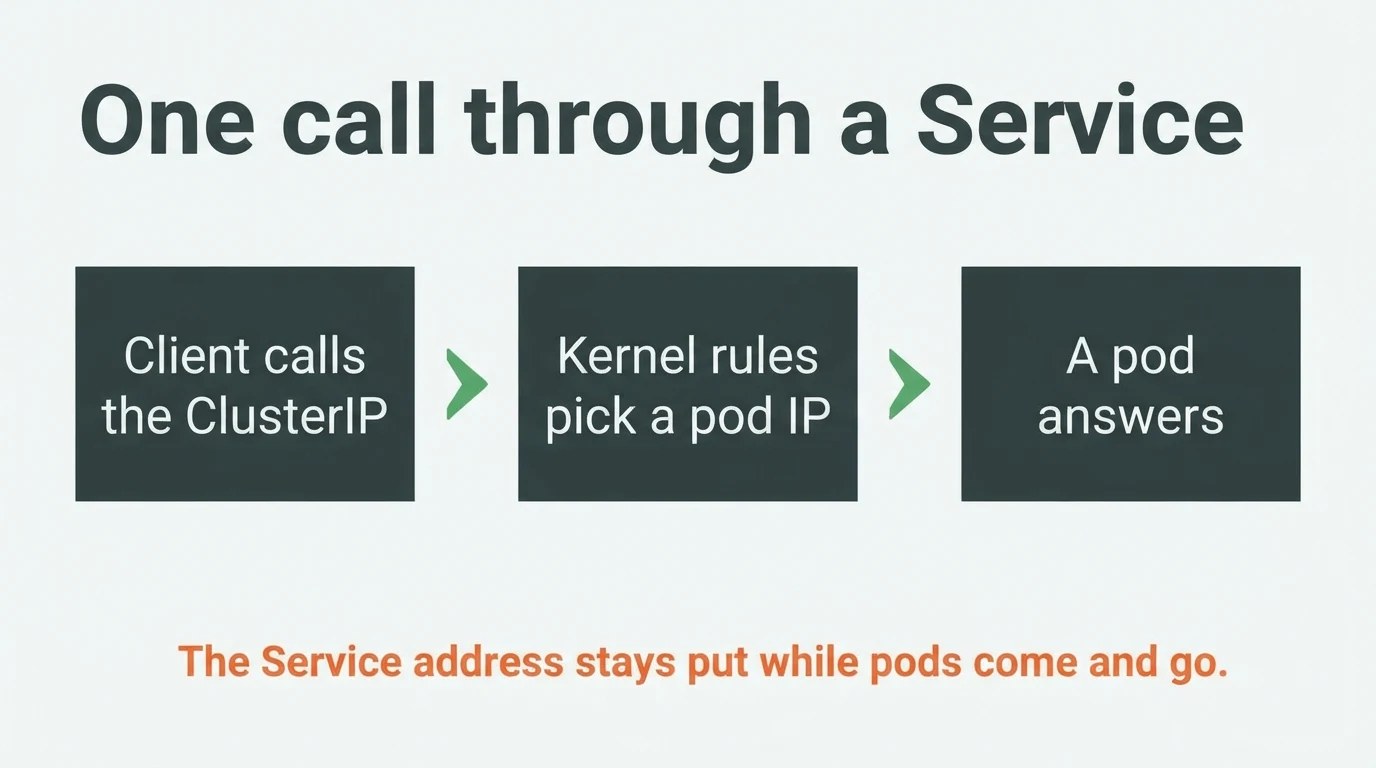 One call through a Service
Client calls
the ClusterIP
Kernel rules
pick a pod IP
A pod
answers
The Service address stays put while pods come and go.